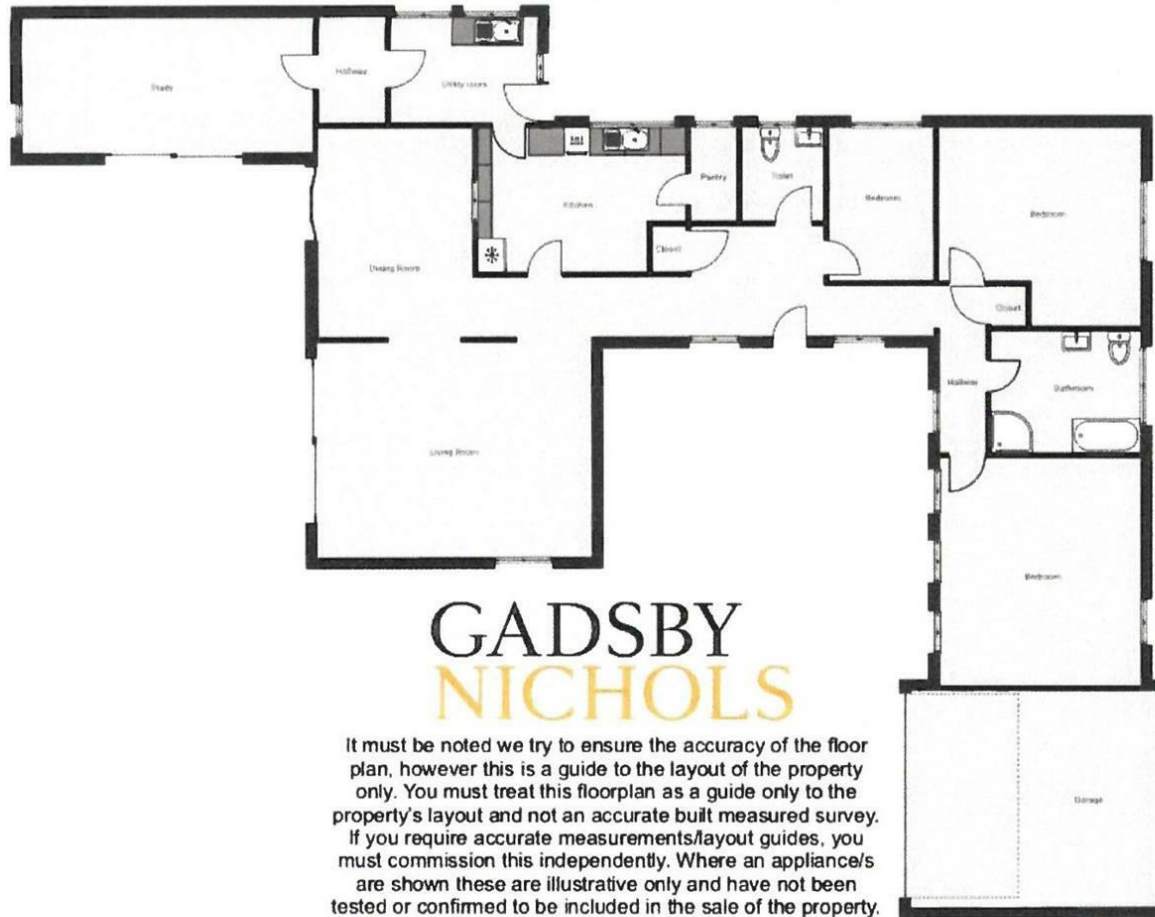 Study
Hallway
Utility room
Kitchen
Pantry
Toilet
Bedroom
Bedroom
Closet
Dining Room
Closet
Hallway
Bathroom
Living Room
Bedroom
Garage
GADSBY
NICHOLS
It must be noted we try to ensure the accuracy of the floor
plan, however this is a guide to the layout of the property
only. You must treat this floorplan as a guide only to the
property's layout and not an accurate built measured survey.
If you require accurate measurements/layout guides, you
must commission this independently. Where an appliance/s
are shown these are illustrative only and have not been
tested or confirmed to be included in the sale of the property.